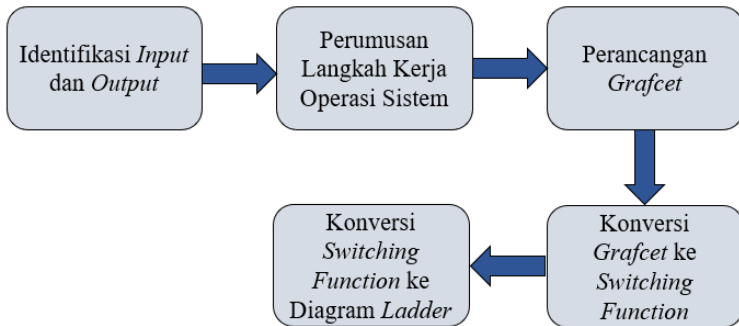 Identifikasi Input
dan Output
Perumusan
Langkah Kerja
Operasi Sistem
Perancangan
Grafcet
Konversi
Grafcet ke
Switching
Function
Konversi
Switching
Function ke
Diagram Ladder